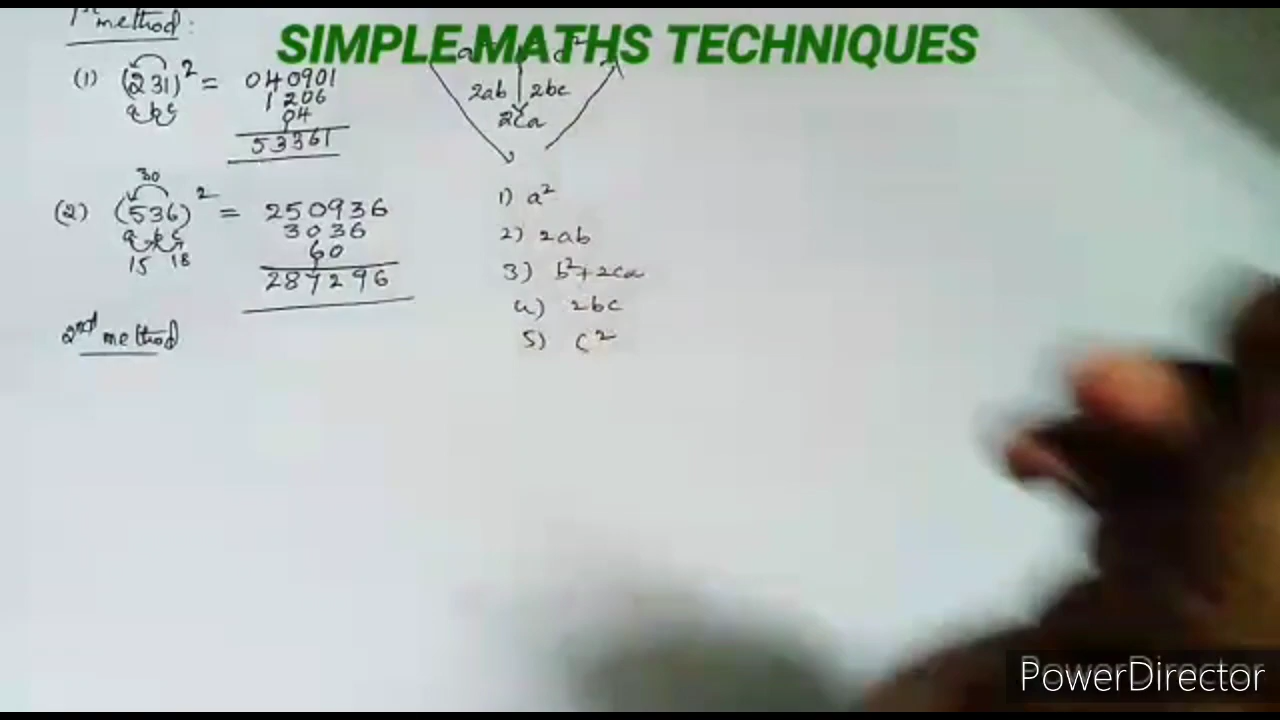 1st method:
SIMPLE MATHS TECHNIQUES
(1) (231)² = 040901
a b c
1206
04
53361
2ab 2bc
2ca
30
(2) (536)² = 250936
a b c
15 18
3036
60
287296
2nd method
1) a²
2) 2ab
3) b²+2ca
4) 2bc
5) c²
PowerDirector